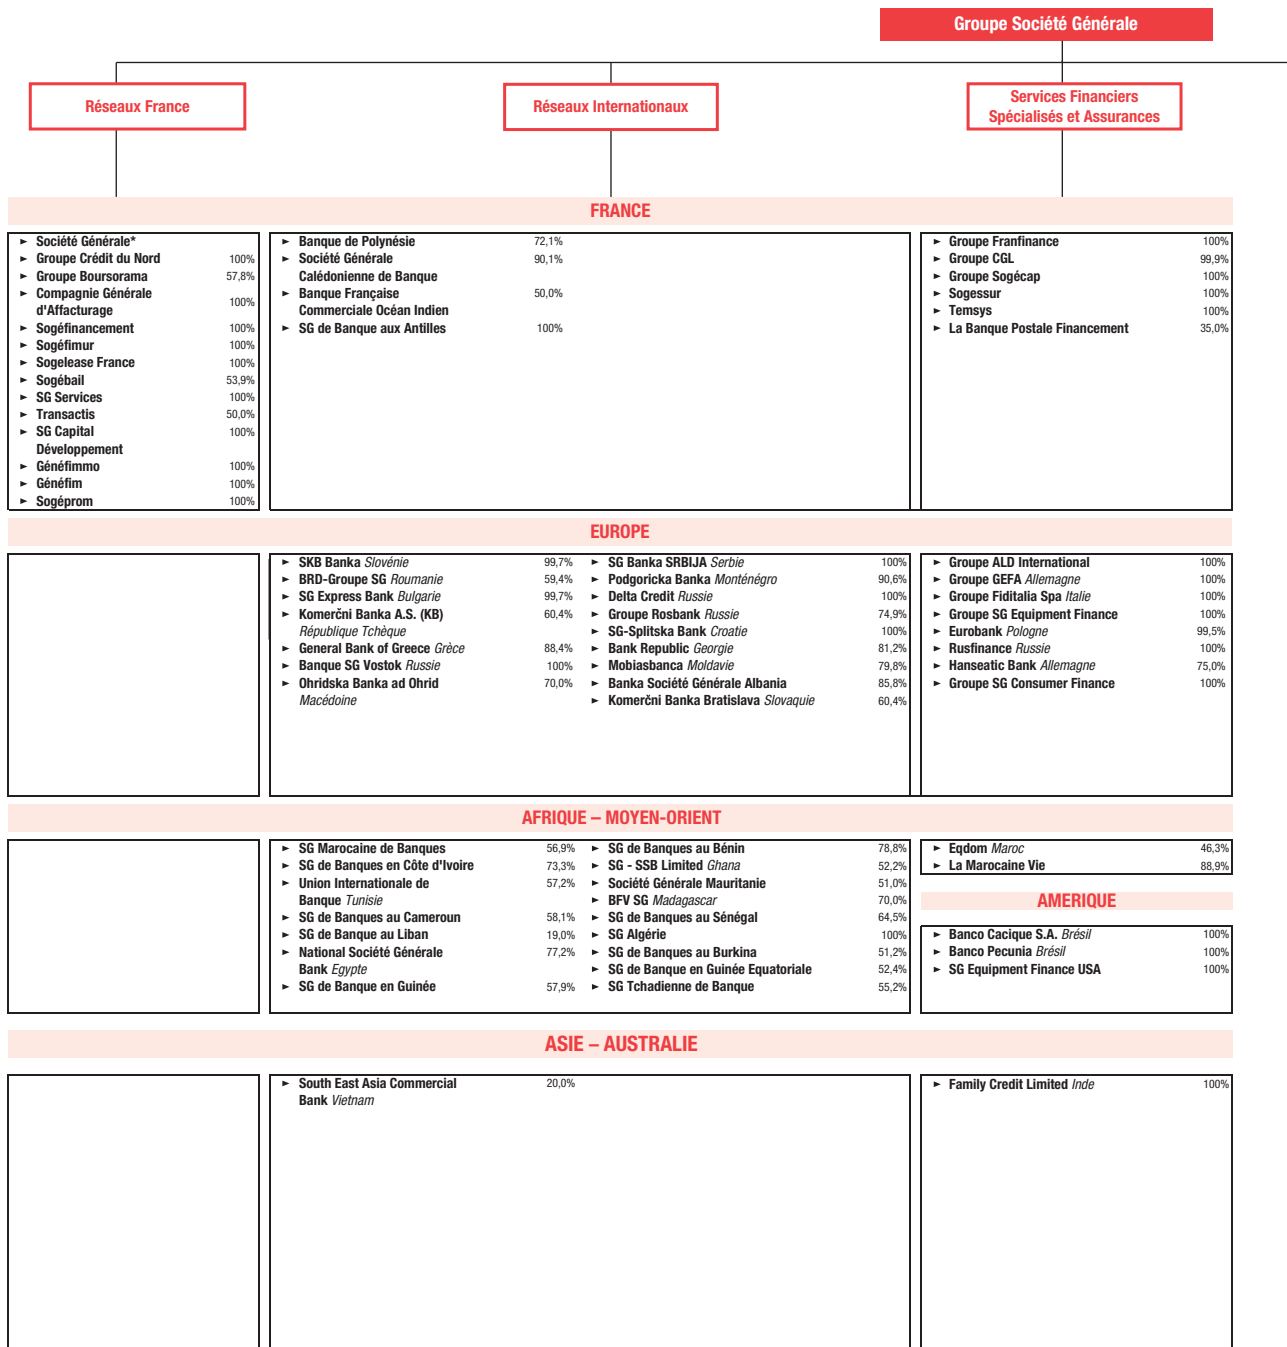 Groupe Société Générale
Réseaux France
Réseaux Internationaux
Services Financiers
Spécialisés et Assurances
FRANCE
► Société Générale*
► Groupe Crédit du Nord 100%
► Groupe Boursorama 57,8%
► Compagnie Générale
d'Affacturage 100%
► Sogéfinancement 100%
► Sogéfimur 100%
► Sogelease France 100%
► Sogébail 53,9%
► SG Services 100%
► Transactis 50,0%
► SG Capital 100%
Développement
► Généfimmo 100%
► Généfim 100%
► Sogéprom 100%
► Banque de Polynésie 72,1%
► Société Générale 90,1%
Calédonienne de Banque
► Banque Française 50,0%
Commerciale Océan Indien
► SG de Banque aux Antilles 100%
► Groupe Franfinance 100%
► Groupe CGL 99,9%
► Groupe Sogécap 100%
► Sogessur 100%
► Temsys 100%
► La Banque Postale Financement 35,0%
EUROPE
► SKB Banka Slovénie 99,7%
► BRD-Groupe SG Roumanie 59,4%
► SG Express Bank Bulgarie 99,7%
► Komerčni Banka A.S. (KB) 60,4%
République Tchèque
► General Bank of Greece Grèce 88,4%
► Banque SG Vostok Russie 100%
► Ohridska Banka ad Ohrid 70,0%
Macédoine
► SG Banka SRBIJA Serbie 100%
► Podgoricka Banka Monténégro 90,6%
► Delta Credit Russie 100%
► Groupe Rosbank Russie 74,9%
► SG-Splitska Bank Croatie 100%
► Bank Republic Georgie 81,2%
► Mobiasbanca Moldavie 79,8%
► Banka Société Générale Albania 85,8%
► Komerčni Banka Bratislava Slovaquie 60,4%
► Groupe ALD International 100%
► Groupe GEFA Allemagne 100%
► Groupe Fiditalia Spa Italie 100%
► Groupe SG Equipment Finance 100%
► Eurobank Pologne 99,5%
► Rusfinance Russie 100%
► Hanseatic Bank Allemagne 75,0%
► Groupe SG Consumer Finance 100%
AFRIQUE – MOYEN-ORIENT
► SG Marocaine de Banques 56,9%
► SG de Banques en Côte d'Ivoire 73,3%
► Union Internationale de 57,2%
Banque Tunisie
► SG de Banques au Cameroun 58,1%
► SG de Banque au Liban 19,0%
► National Société Générale 77,2%
Bank Egypte
► SG de Banque en Guinée 57,9%
► SG de Banques au Bénin 78,8%
► SG - SSB Limited Ghana 52,2%
► Société Générale Mauritanie 51,0%
► BFV SG Madagascar 70,0%
► SG de Banques au Sénégal 64,5%
► SG Algérie 100%
► SG de Banques au Burkina 51,2%
► SG de Banque en Guinée Equatoriale 52,4%
► SG Tchadienne de Banque 55,2%
► Eqdom Maroc 46,3%
► La Marocaine Vie 88,9%
AMERIQUE
► Banco Cacique S.A. Brésil 100%
► Banco Pecunia Brésil 100%
► SG Equipment Finance USA 100%
ASIE – AUSTRALIE
► South East Asia Commercial 20,0%
Bank Vietnam
► Family Credit Limited Inde 100%